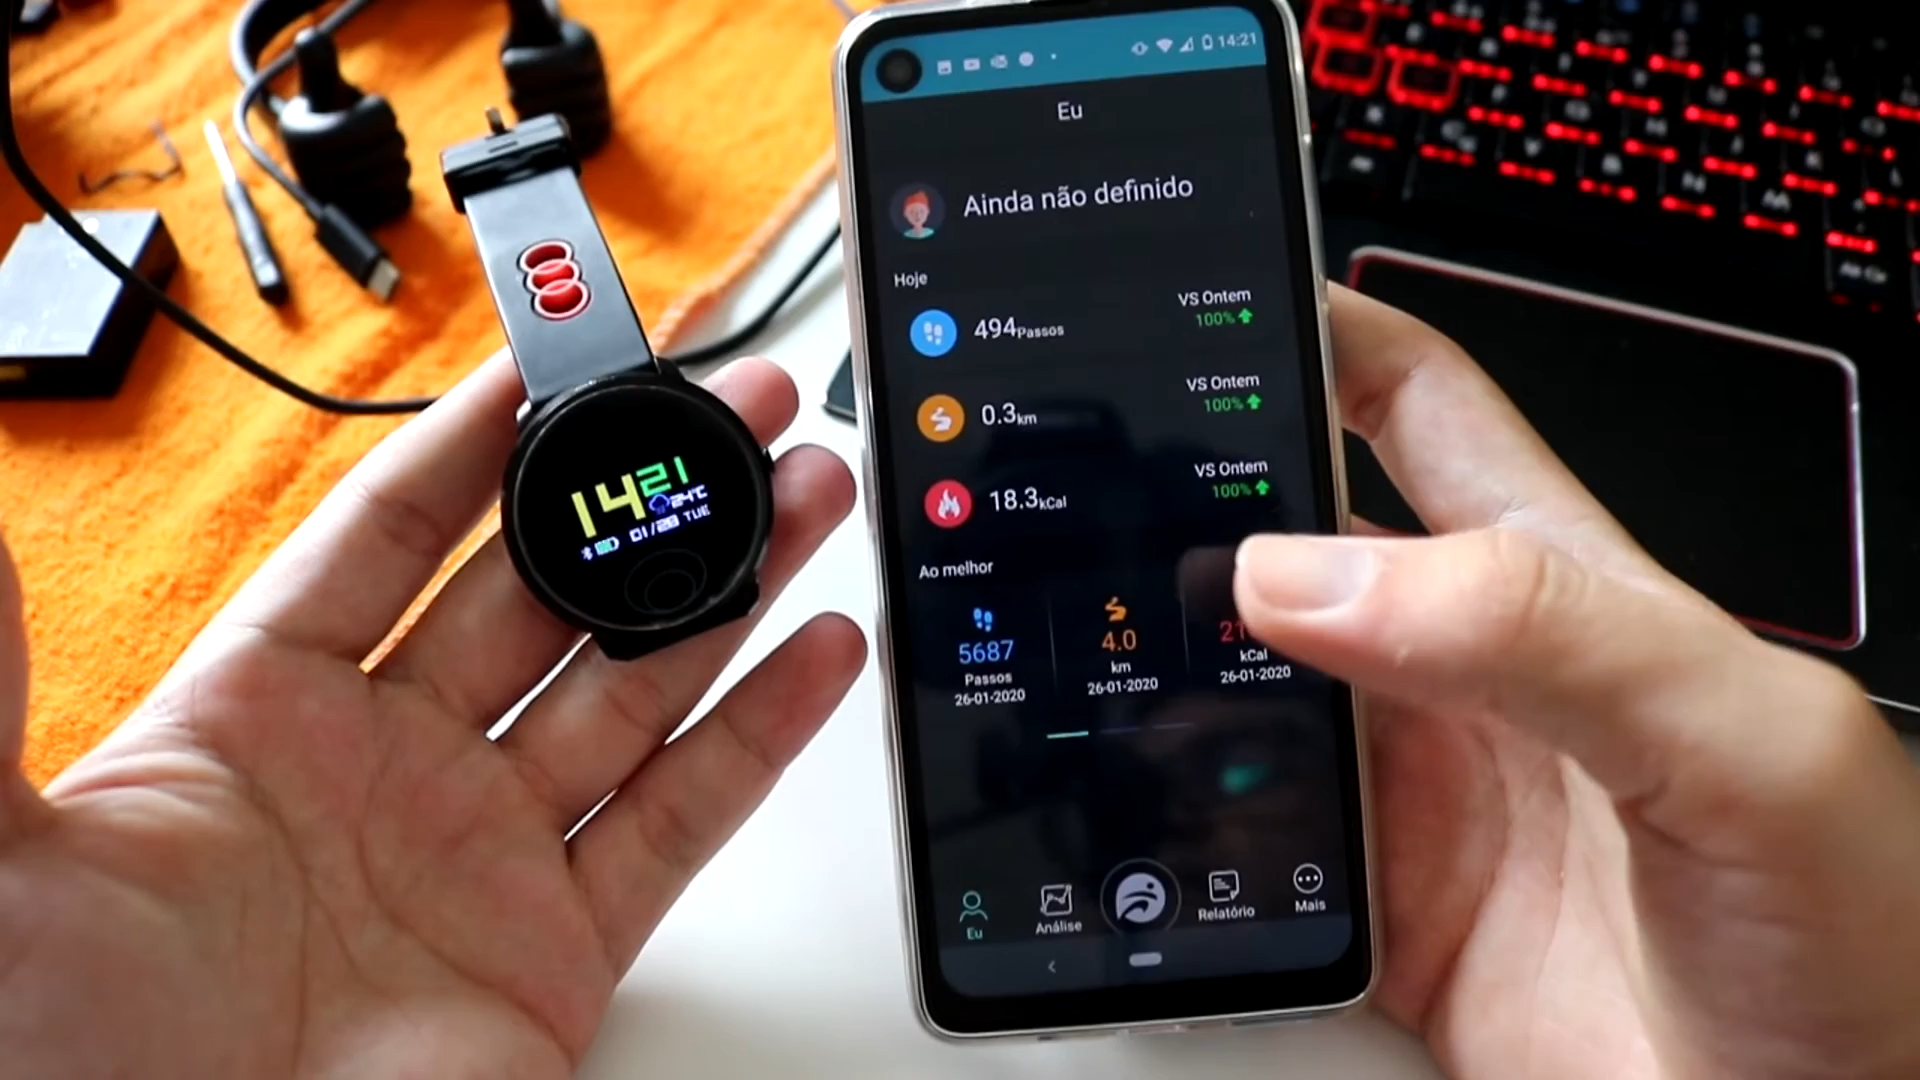 14:21
Eu
Ainda não definido
Hoje
494Passos
VS Ontem
100%
0.3km
VS Ontem
100%
18.3kCal
VS Ontem
100%
Ao melhor
5687
Passos
26-01-2020
4.0
km
26-01-2020
kCal
26-01-2020
Eu
Análise
Relatório
Mais
1421
24°C
01/28 TUE
Alt Gr